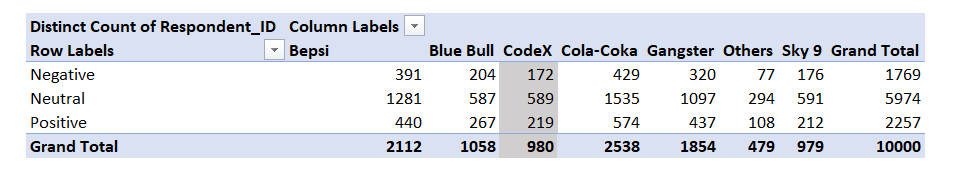 Distinct Count of Respondent_ID Column Labels
Row Labels Bepsi Blue Bull CodeX Cola-Coka Gangster Others Sky 9 Grand Total
Negative 391 204 172 429 320 77 176 1769
Neutral 1281 587 589 1535 1097 294 591 5974
Positive 440 267 219 574 437 108 212 2257
Grand Total 2112 1058 980 2538 1854 479 979 10000